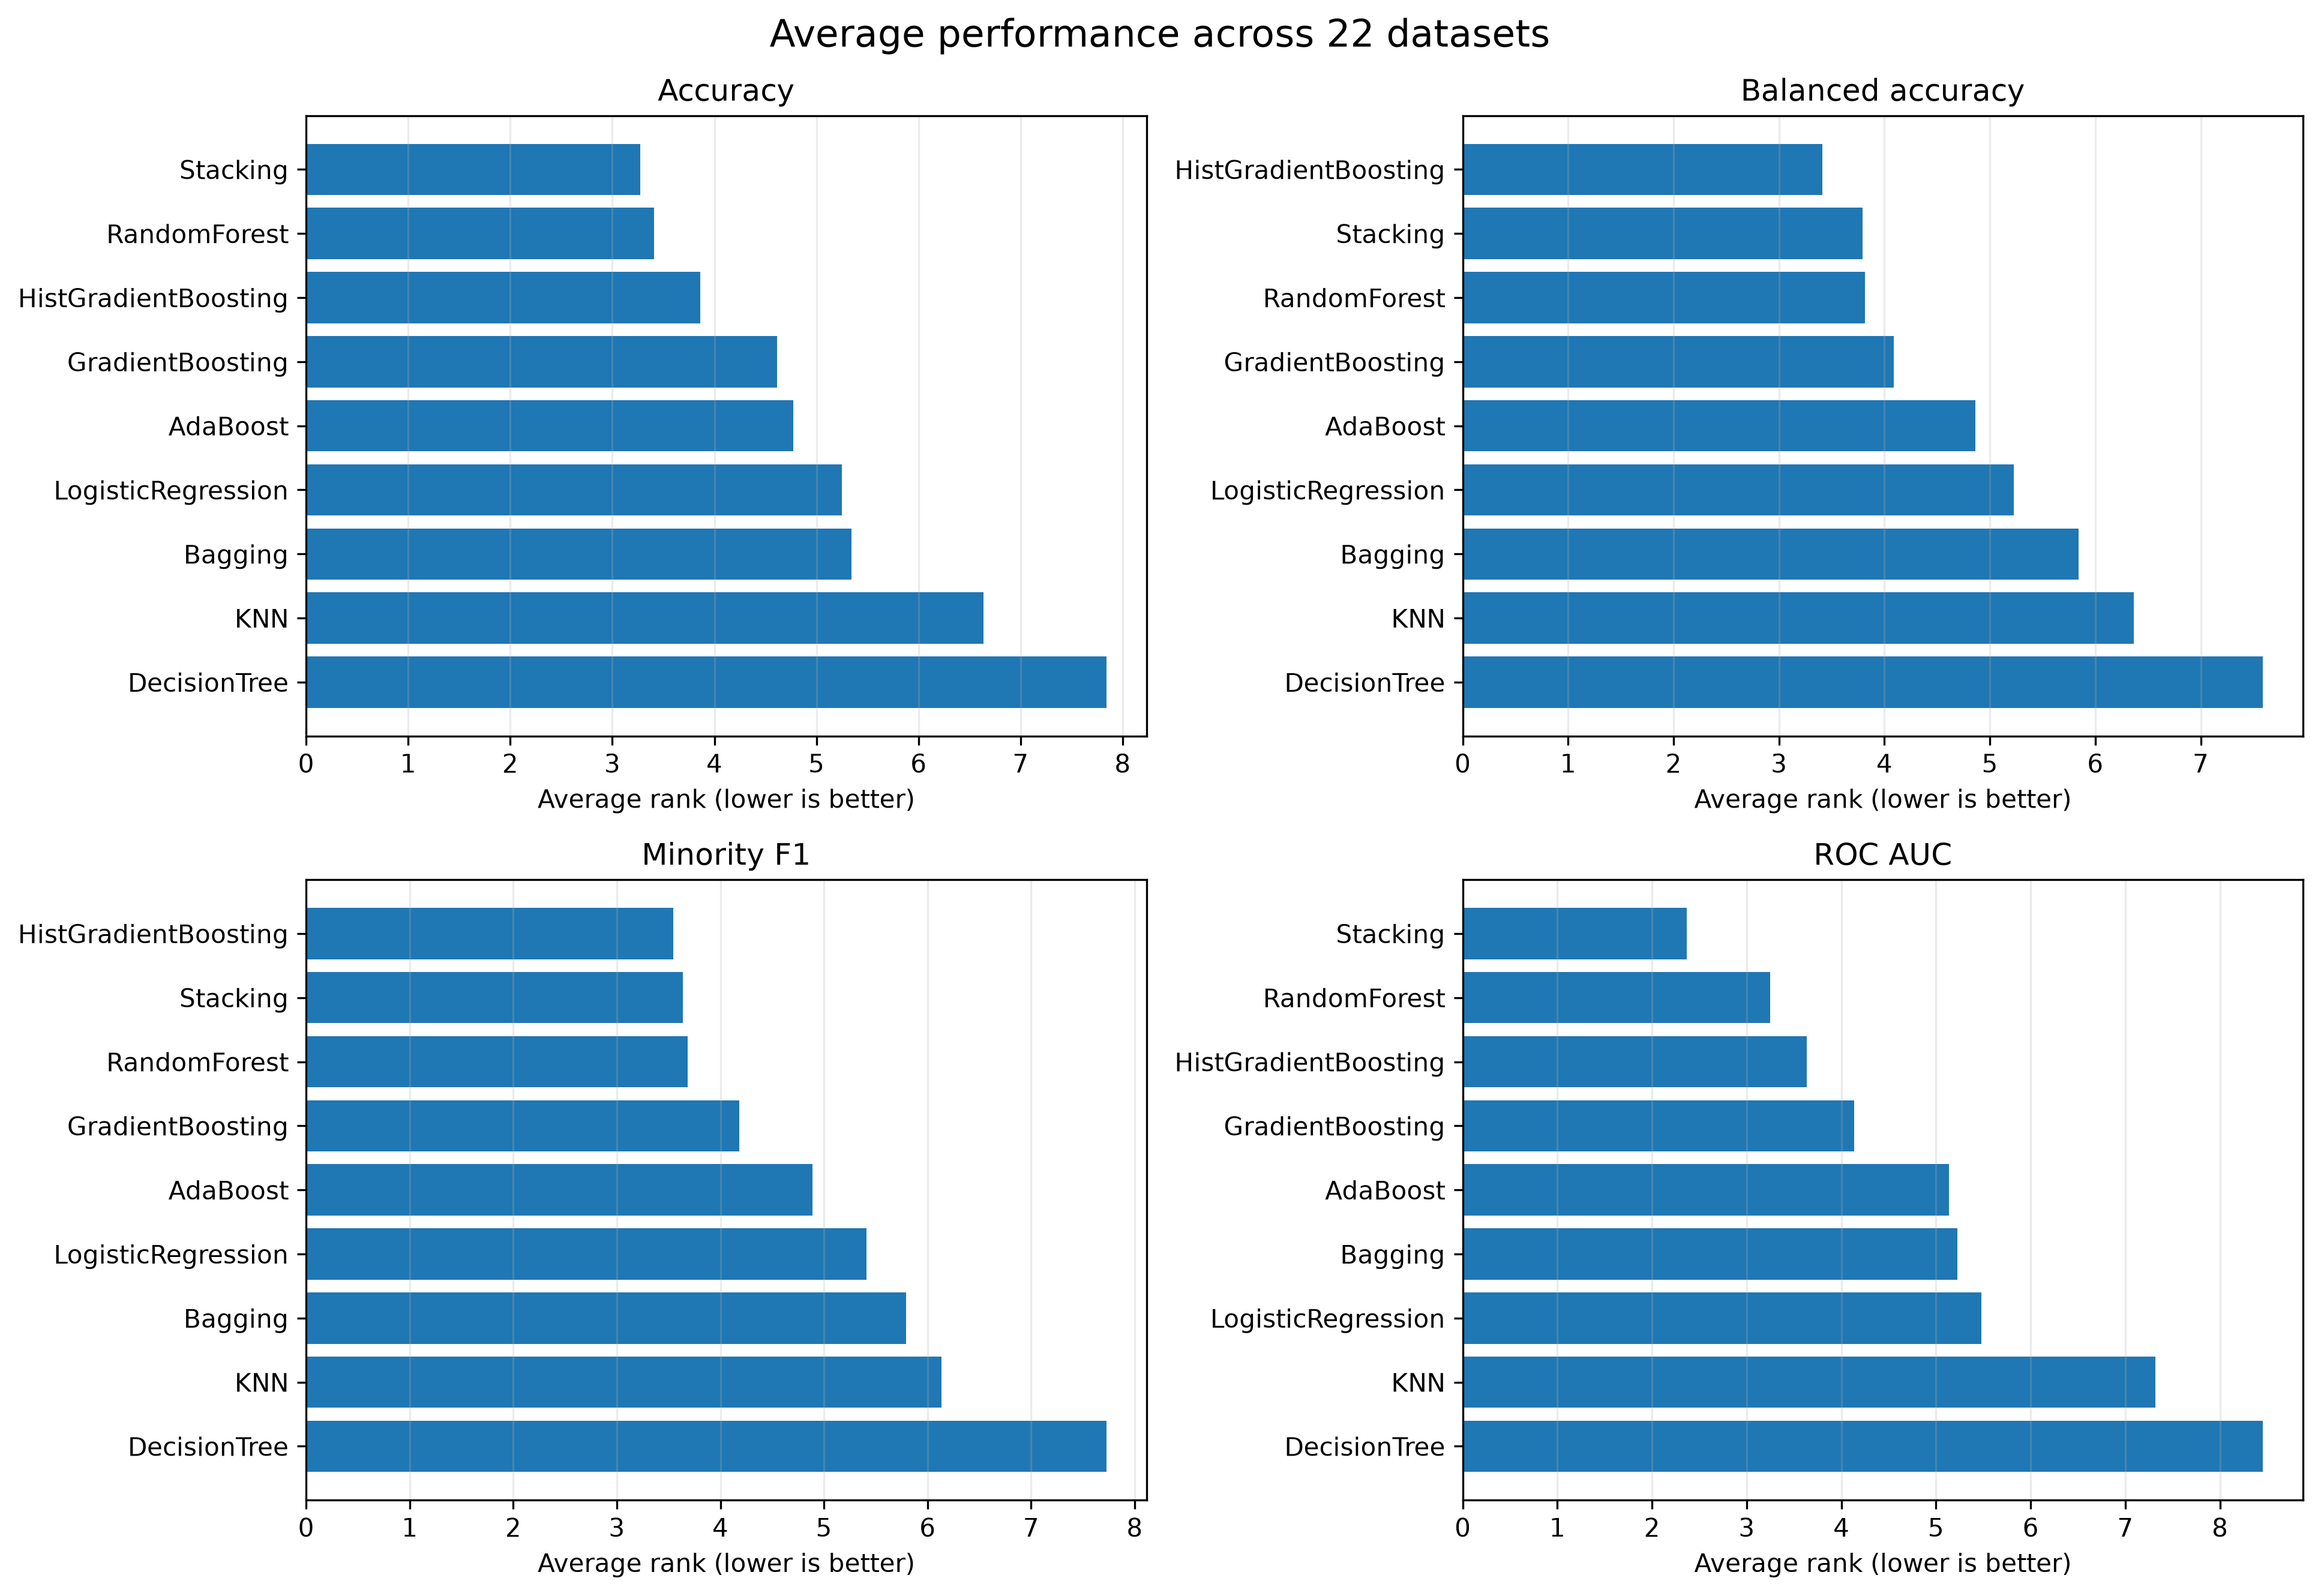 Average performance across 22 datasets
Accuracy
Stacking
RandomForest
HistGradientBoosting
GradientBoosting
AdaBoost
LogisticRegression
Bagging
KNN
DecisionTree
0 1 2 3 4 5 6 7 8
Average rank (lower is better)
Balanced accuracy
HistGradientBoosting
Stacking
RandomForest
GradientBoosting
AdaBoost
LogisticRegression
Bagging
KNN
DecisionTree
0 1 2 3 4 5 6 7
Average rank (lower is better)
Minority F1
HistGradientBoosting
Stacking
RandomForest
GradientBoosting
AdaBoost
LogisticRegression
Bagging
KNN
DecisionTree
0 1 2 3 4 5 6 7 8
Average rank (lower is better)
ROC AUC
Stacking
RandomForest
HistGradientBoosting
GradientBoosting
AdaBoost
Bagging
LogisticRegression
KNN
DecisionTree
0 1 2 3 4 5 6 7 8
Average rank (lower is better)